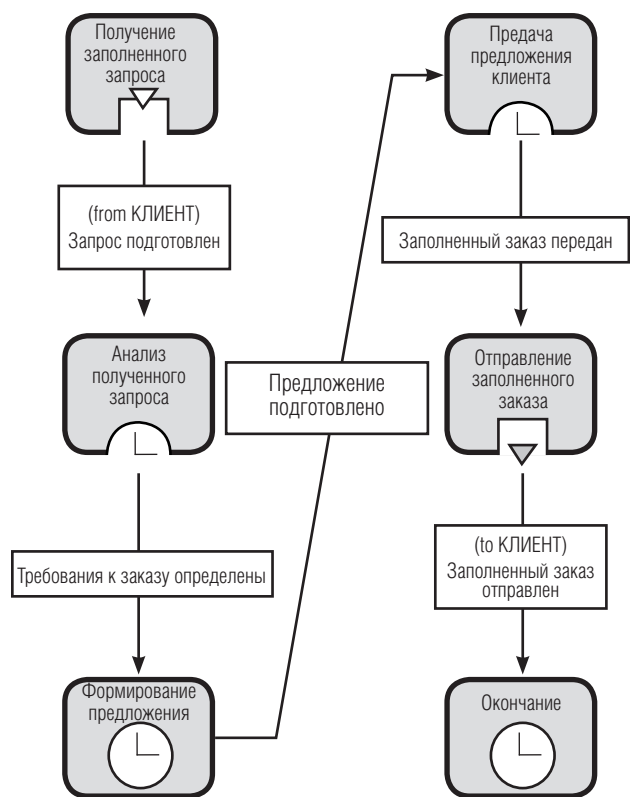 Получение
заполненного
запроса
(from КЛИЕНТ)
Запрос подготовлен
Анализ
полученного
запроса
Требования к заказу определены
Формирование
предложения
Предложение
подготовлено
Предача
предложения
клиента
Заполненный заказ передан
Отправление
заполненного
заказа
(to КЛИЕНТ)
Заполненный заказ
отправлен
Окончание